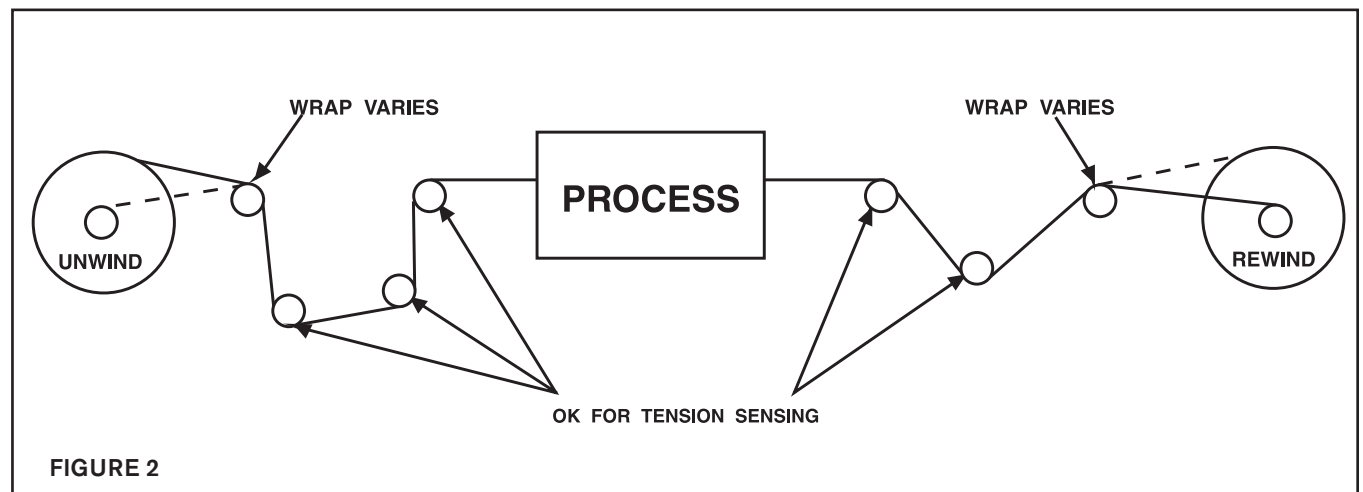 WRAP VARIES
WRAP VARIES
PROCESS
UNWIND
REWIND
OK FOR TENSION SENSING
FIGURE 2